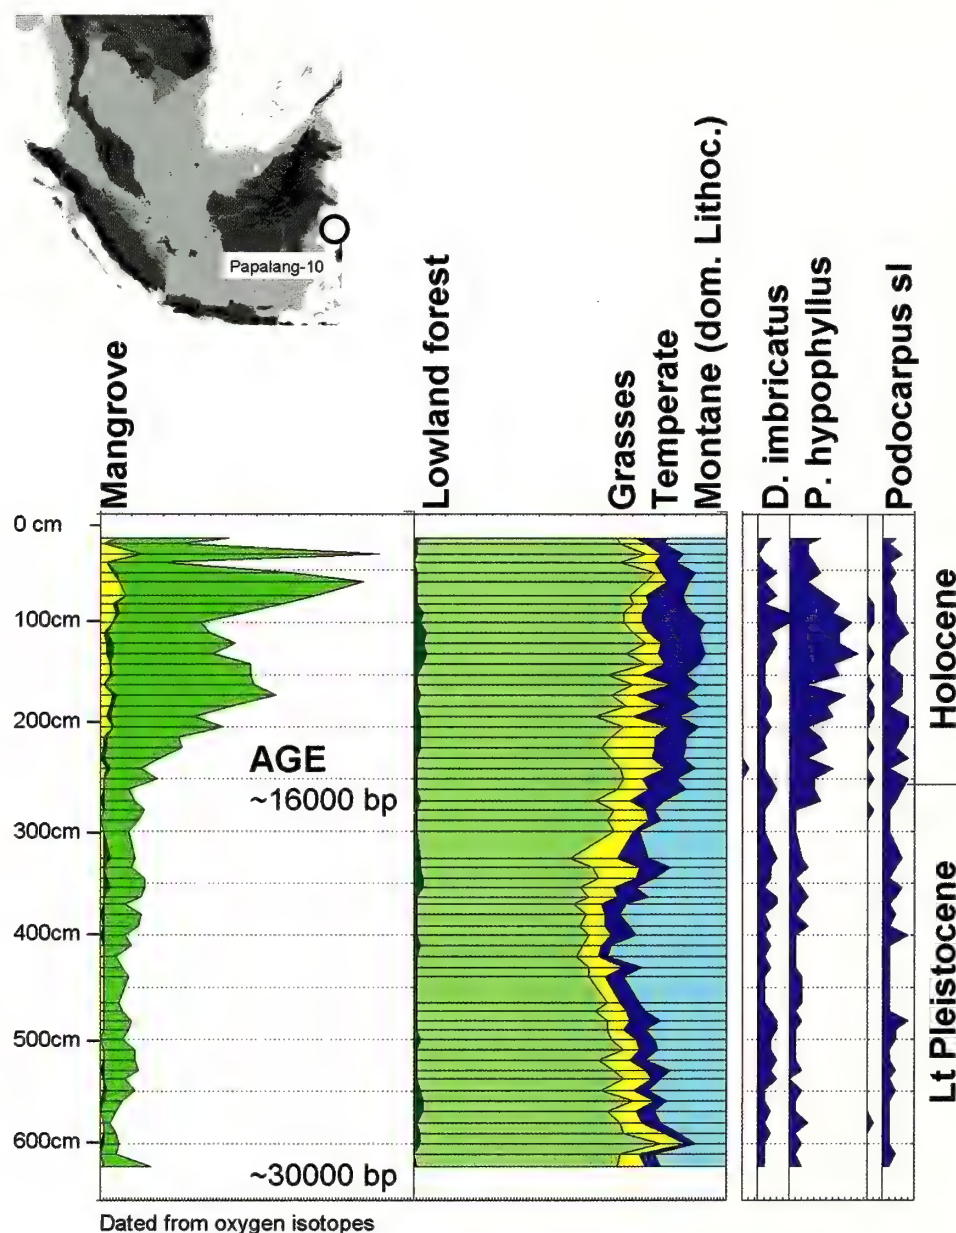 Papalang-10
Mangrove
Lowland forest
Grasses
Temperate
Montane (dom. Lithoc.)
D. imbricatus
P. hypophyllus
Podocarpus sl
0 cm
100cm
200cm
300cm
400cm
500cm
600cm
AGE
~16000 bp
~30000 bp
Holocene
Lt Pleistocene
Dated from oxygen isotopes